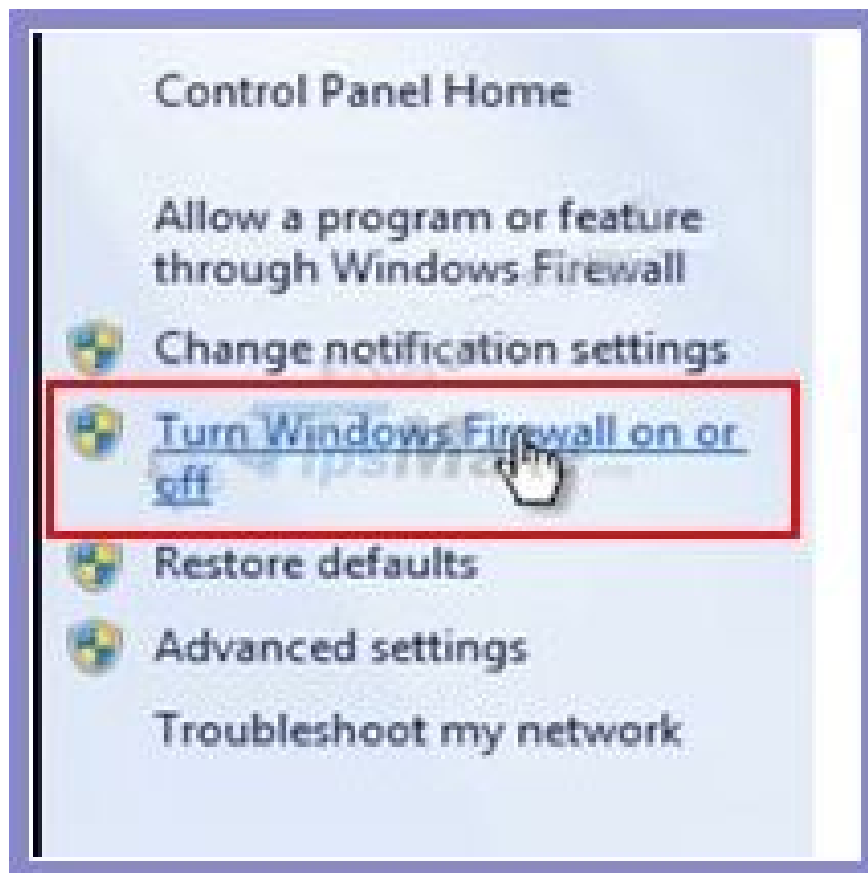 Control Panel Home
Allow a program or feature
through Windows Firewall
Change notification settings
Turn Windows Firewall on or
off
Restore defaults
Advanced settings
Troubleshoot my network